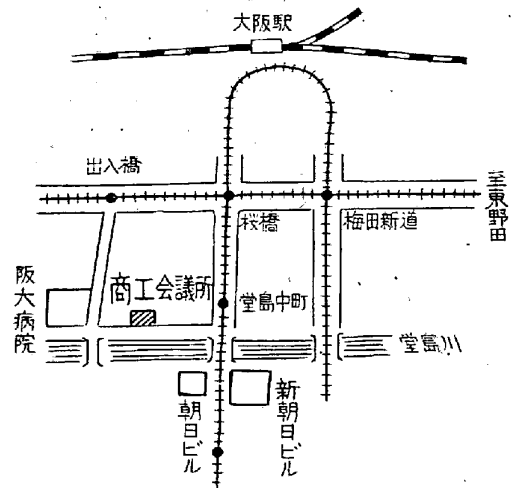 大阪駅
出入橋
桜橋
梅田新道
至東野田
阪大病院
商工会議所
堂島中町
堂島川
朝日ビル
新朝日ビル